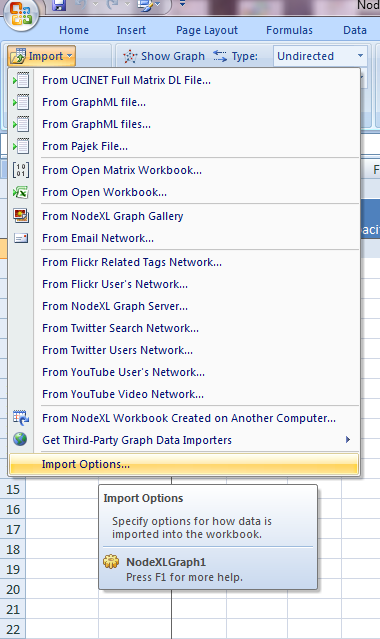 Nod
Home Insert Page Layout Formulas Data
Import Show Graph Type: Undirected
From UCINET Full Matrix DL File...
From GraphML file...
From GraphML files...
From Pajek File...
From Open Matrix Workbook...
From Open Workbook...
F
From NodeXL Graph Gallery
From Email Network...
acit
From Flickr Related Tags Network...
From Flickr User's Network...
From NodeXL Graph Server...
From Twitter Search Network...
From Twitter Users Network...
From YouTube User's Network...
From YouTube Video Network...
From NodeXL Workbook Created on Another Computer...
Get Third-Party Graph Data Importers
Import Options...
15
Import Options
16
Specify options for how data is
17
imported into the workbook.
18
NodeXLGraph1
19
Press F1 for more help.
20
21
22